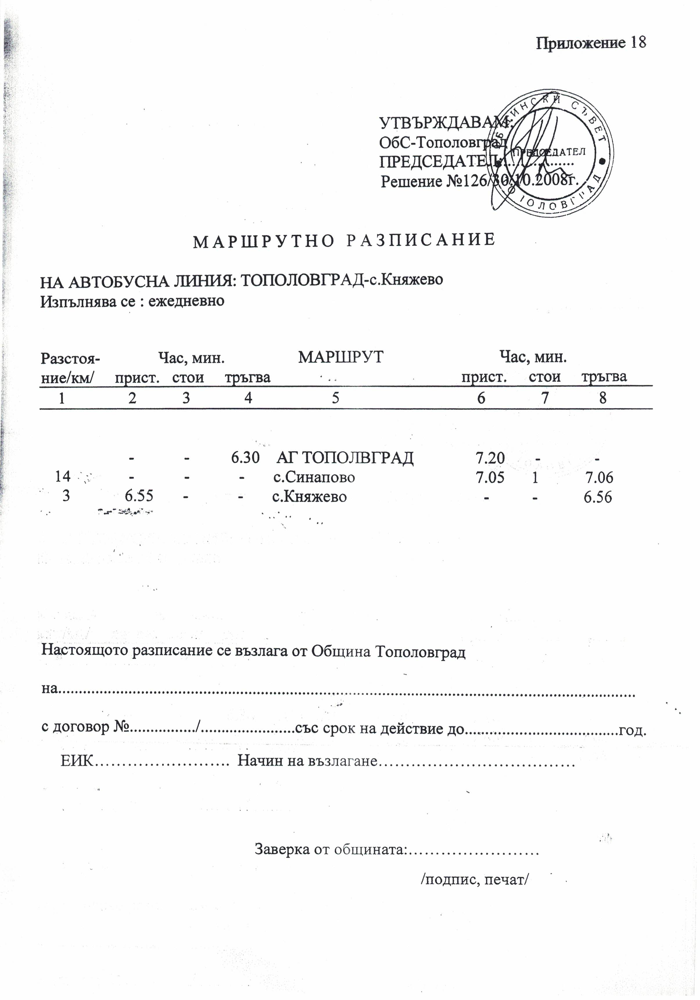 Приложение 18
УТВЪРЖДАВАМ:
ОбС-Тополовград
ПРЕДСЕДАТЕЛ:................
Решение №126/30.10.2008г.
ОБЩИНСКИ СЪВЕТ
ПРЕДСЕДАТЕЛ
ТОПОЛОВГРАД
МАРШРУТНО РАЗПИСАНИЕ
НА АВТОБУСНА ЛИНИЯ: ТОПОЛОВГРАД-с.Княжево
Изпълнява се : ежедневно
Разстоя- Час, мин. МАРШРУТ Час, мин.
ние/км/ прист. стои тръгва прист. стои тръгва
1 2 3 4 5 6 7 8
- - 6.30 АГ ТОПОЛВГРАД 7.20 - -
14 - - - с.Синапово 7.05 1 7.06
3 6.55 - - с.Княжево - - 6.56
Настоящото разписание се възлага от Община Тополовград
на........................................................................................................................
с договор №................/.......................със срок на действие до.....................................год.
ЕИК......................... Начин на възлагане....................................
Заверка от общината:........................
/подпис, печат/